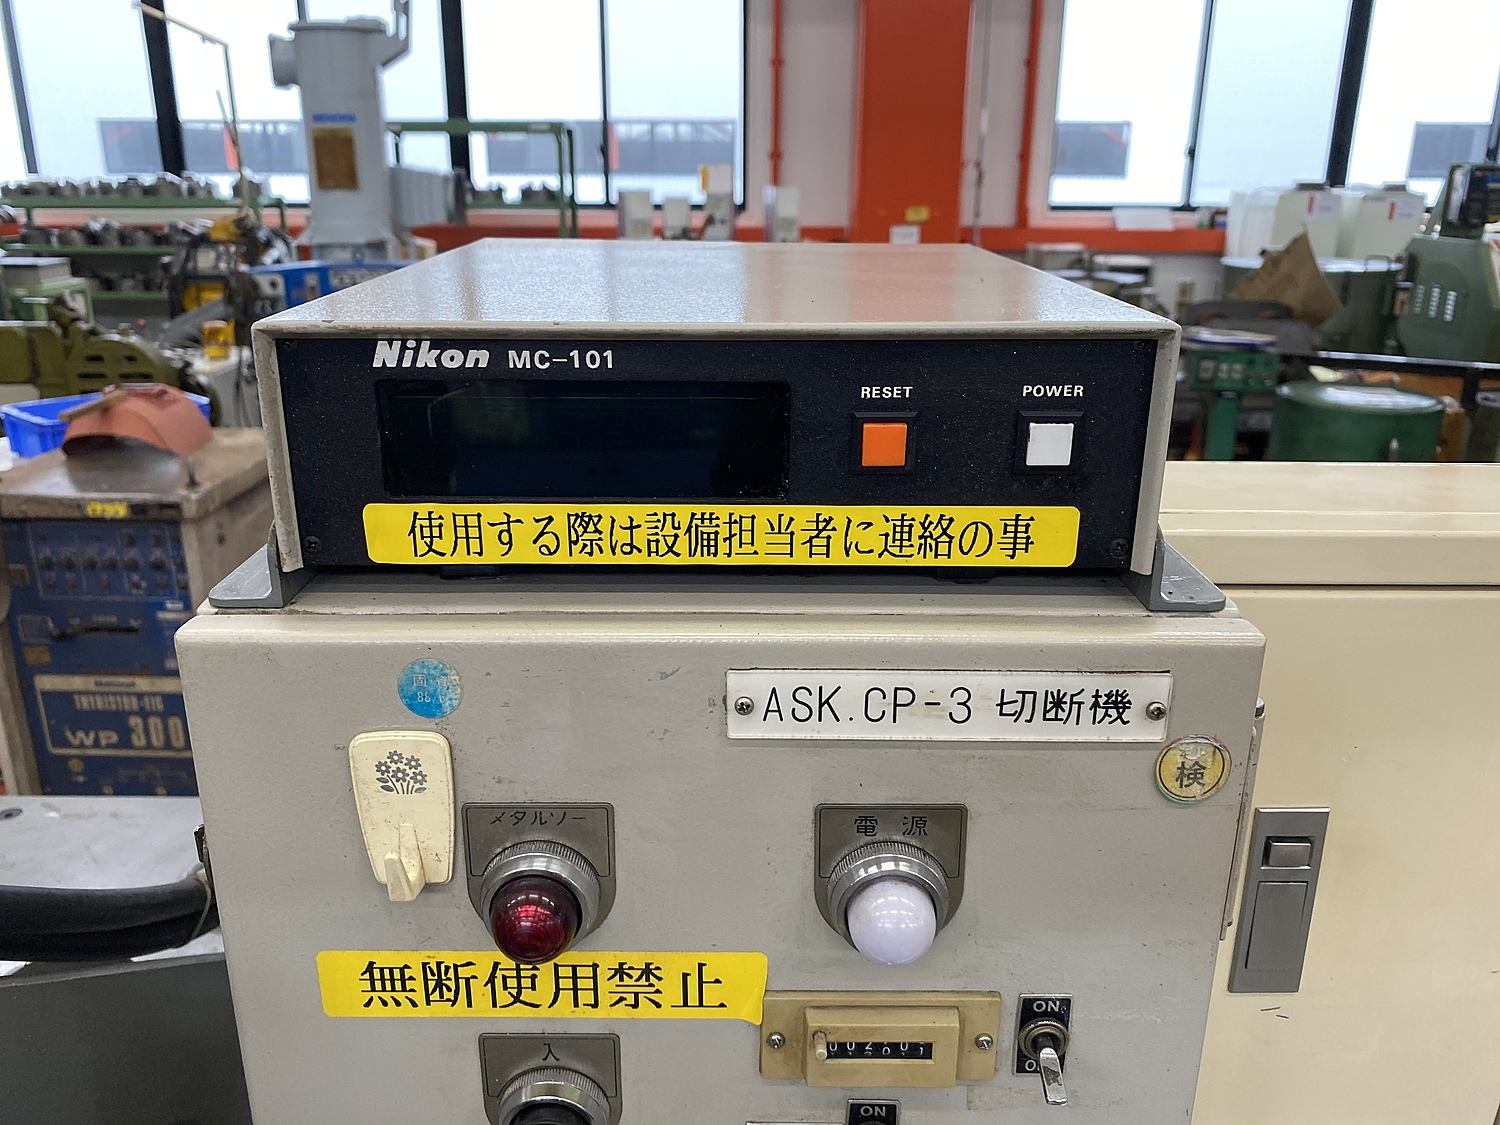 Nikon MC-101
RESET
POWER
使用する際は設備担当者に連絡の事
ASK.CP-3 切断機
検
メタルソー
電源
無断使用禁止
ON
入
ON
WP 300